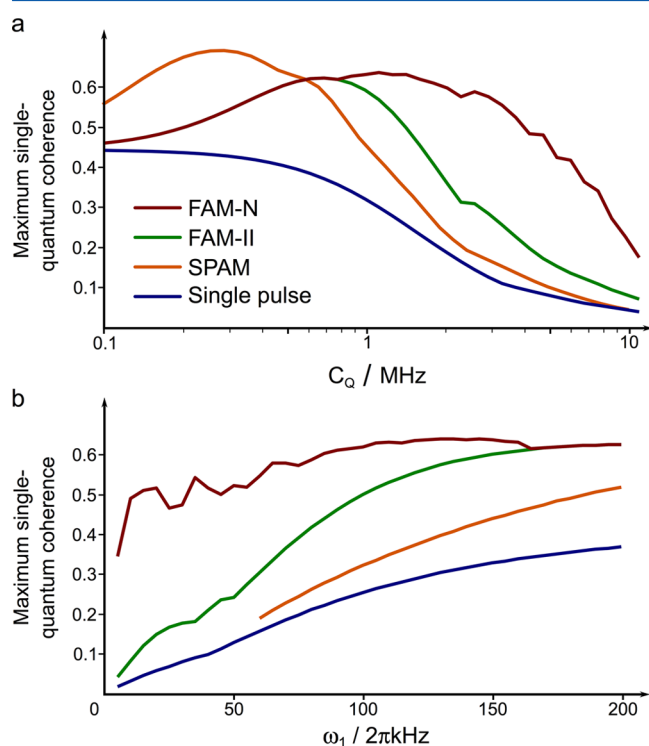 a
Maximum single-
quantum coherence
0.6
0.5
0.4
0.3
0.2
0.1
FAM-N
FAM-II
SPAM
Single pulse
0.1
1
10
CQ / MHz
b
Maximum single-
quantum coherence
0.6
0.5
0.4
0.3
0.2
0.1
0
50
100
150
200
ω1 / 2πkHz